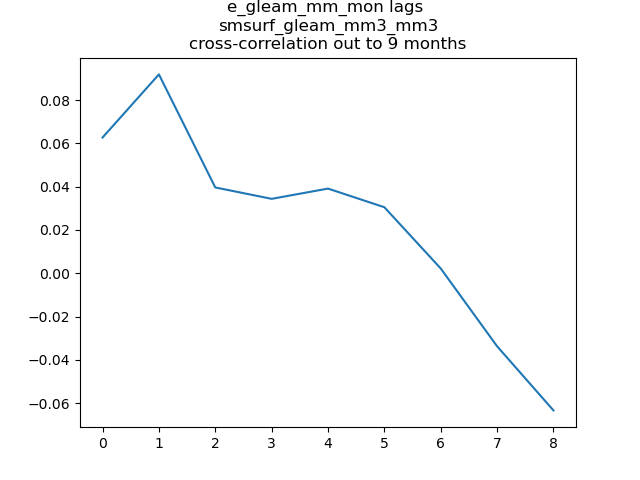 e_gleam_mm_mon lags
smsurf_gleam_mm3_mm3
cross-correlation out to 9 months
0.08
0.06
0.04
0.02
0.00
−0.02
−0.04
−0.06
0 1 2 3 4 5 6 7 8